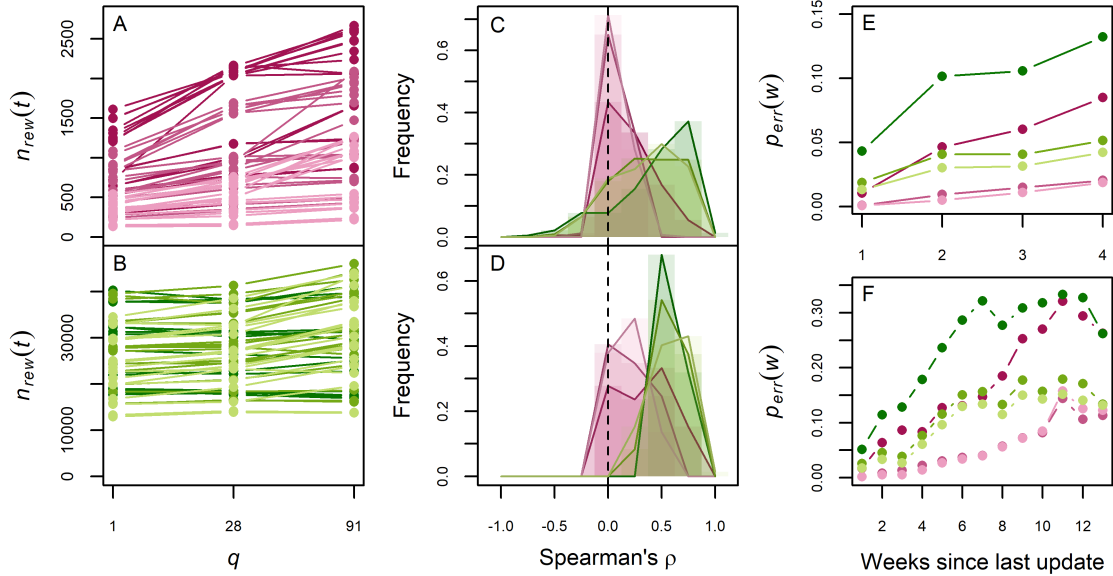 A
n_rew(t)
2500
1500
500
0
B
n_rew(t)
30000
10000
0
1 28 91
q
C
Frequency
0.6
0.4
0.2
0.0
D
Frequency
0.6
0.4
0.2
0.0
-1.0 -0.5 0.0 0.5 1.0
Spearman's ρ
E
p_err(w)
0.15
0.10
0.05
0.00
1 2 3 4
F
p_err(w)
0.30
0.20
0.10
0.00
2 4 6 8 10 12
Weeks since last update